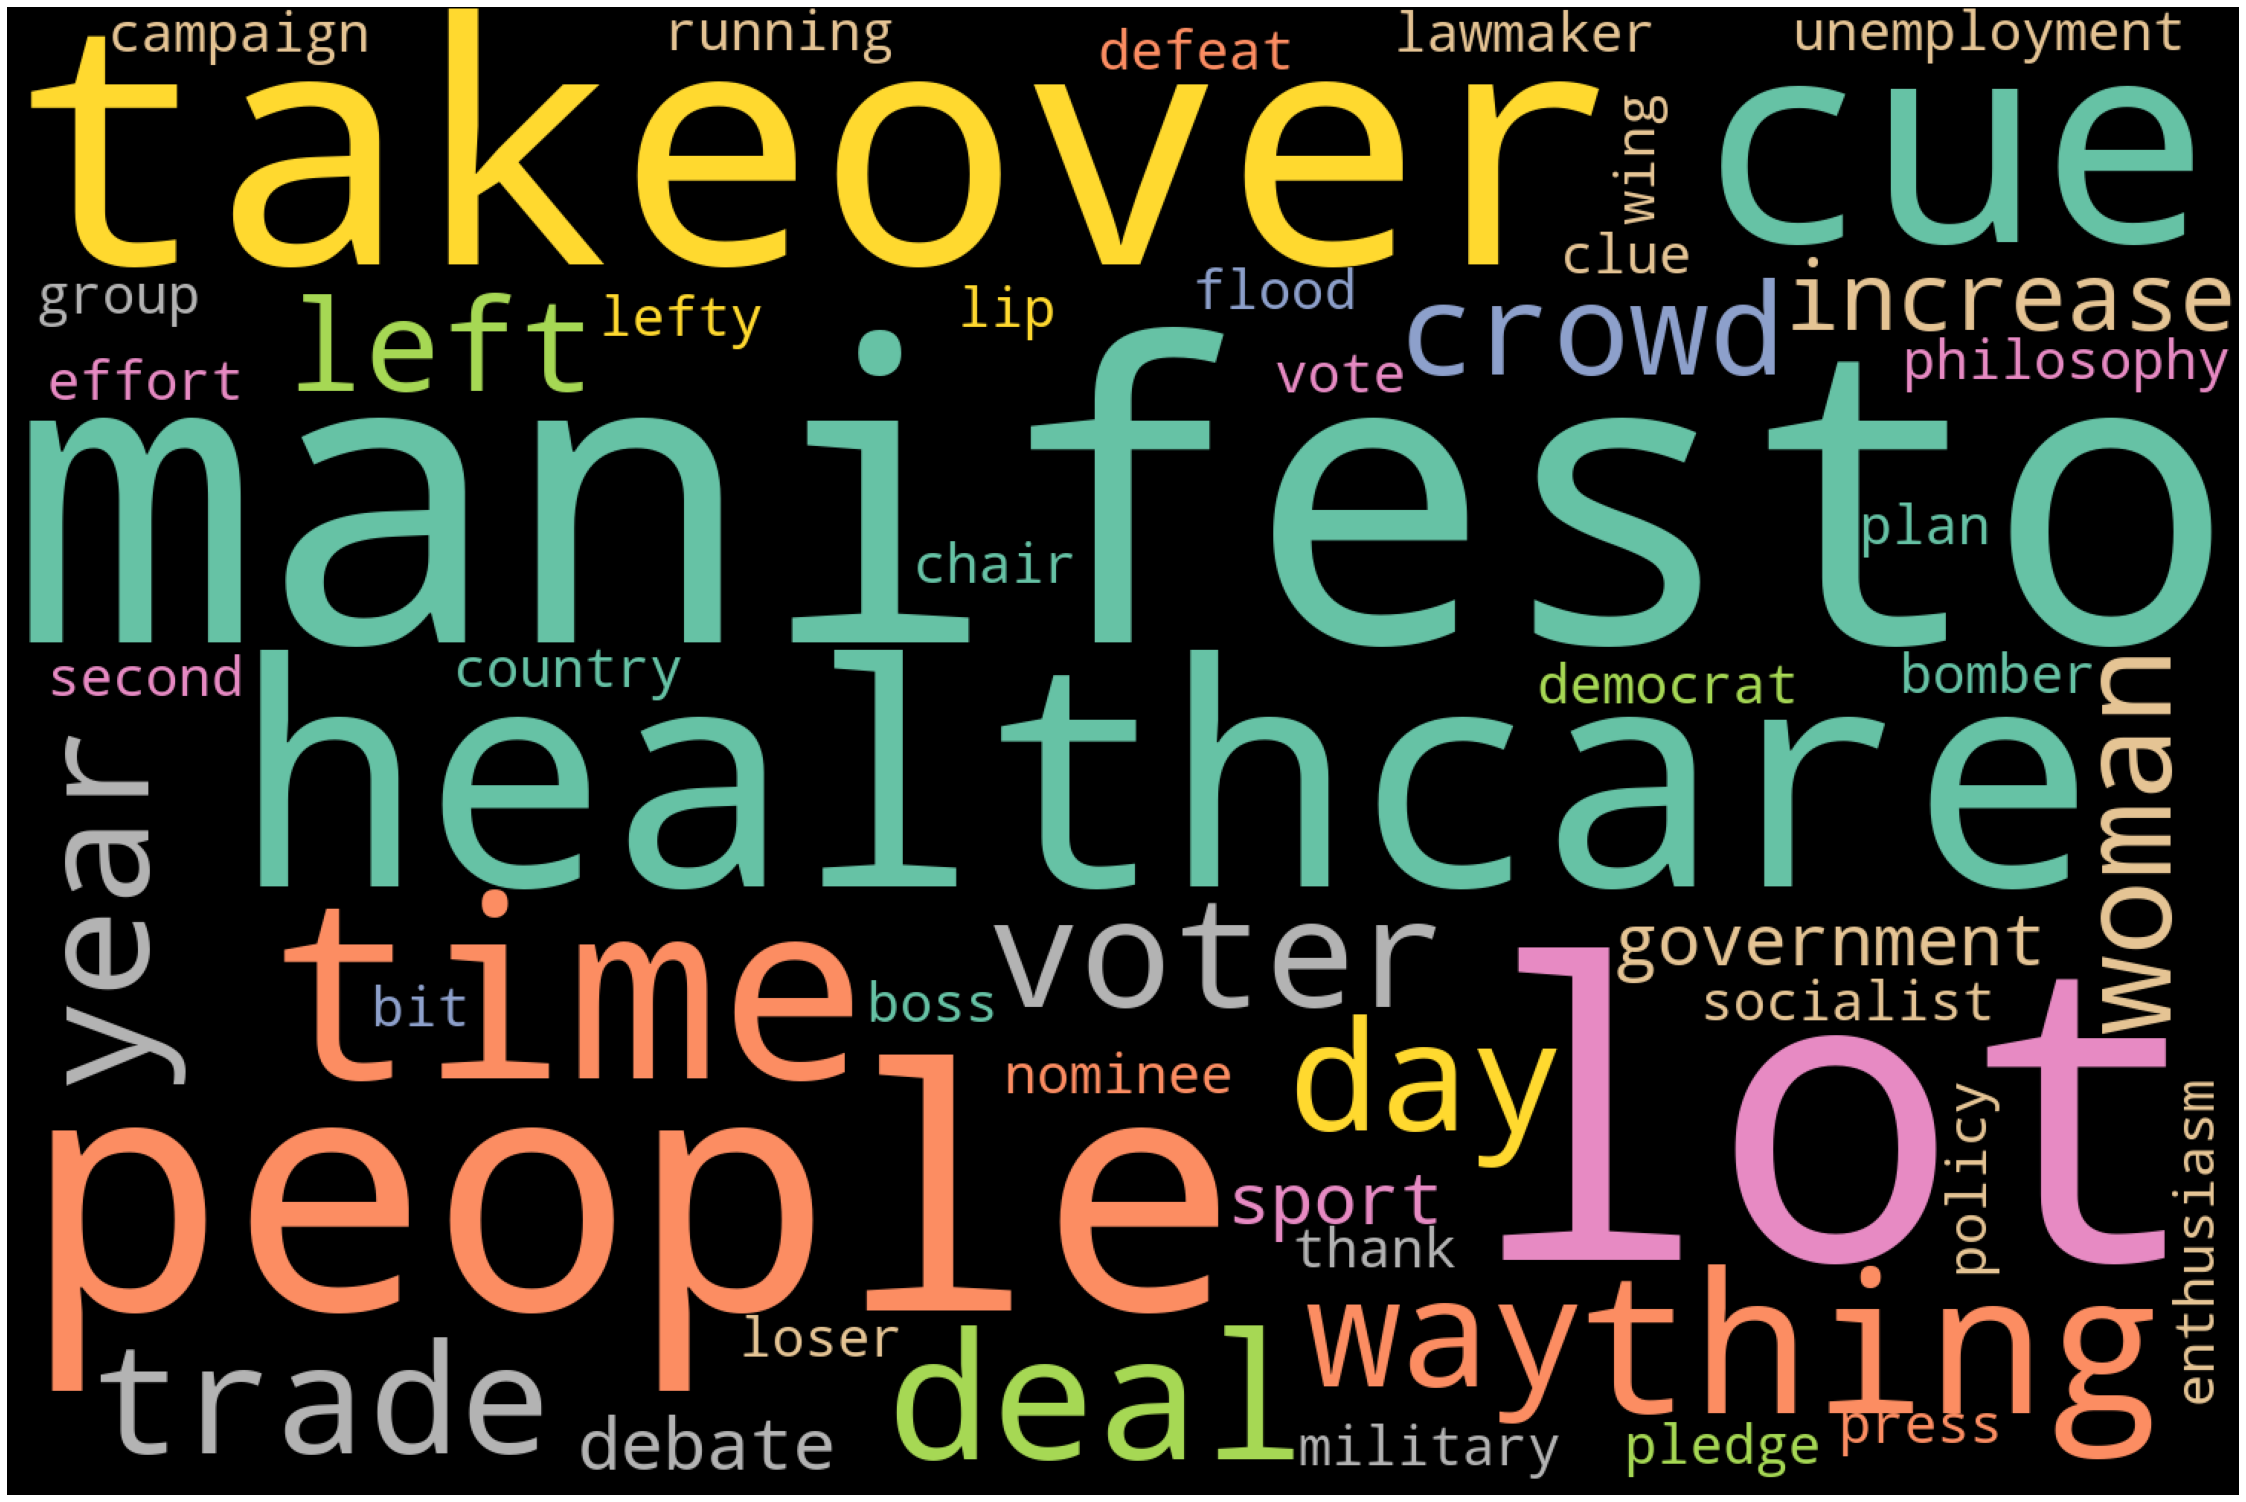 campaign
running
defeat
lawmaker
unemployment
takeover
wing
cue
clue
group
left
lefty
lip
flood
crowd
increase
effort
vote
philosophy
manifesto
chair
plan
second
country
democrat
bomber
healthcare
woman
year
time
bit
boss
voter
government
socialist
nominee
day
lot
people
sport
thank
policy
enthusiasm
way
thing
trade
loser
deal
debate
military
pledge
press